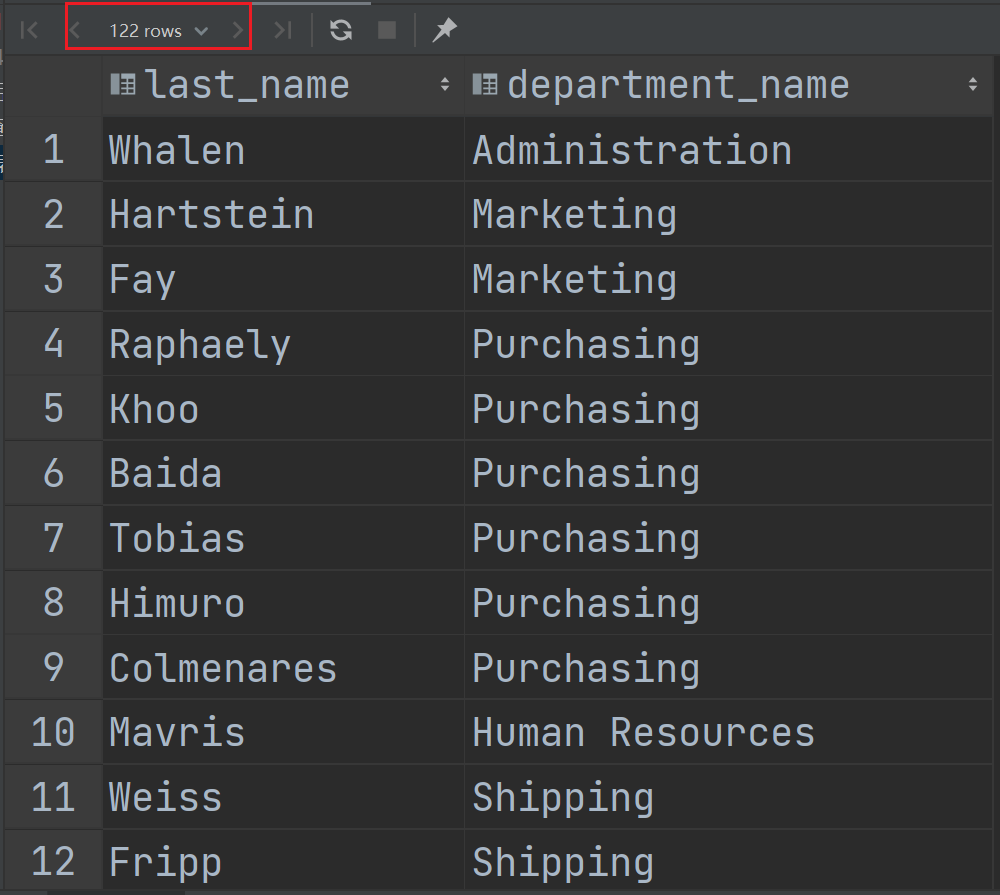 122 rows
last_name department_name
1 Whalen Administration
2 Hartstein Marketing
3 Fay Marketing
4 Raphaely Purchasing
5 Khoo Purchasing
6 Baida Purchasing
7 Tobias Purchasing
8 Himuro Purchasing
9 Colmenares Purchasing
10 Mavris Human Resources
11 Weiss Shipping
12 Fripp Shipping